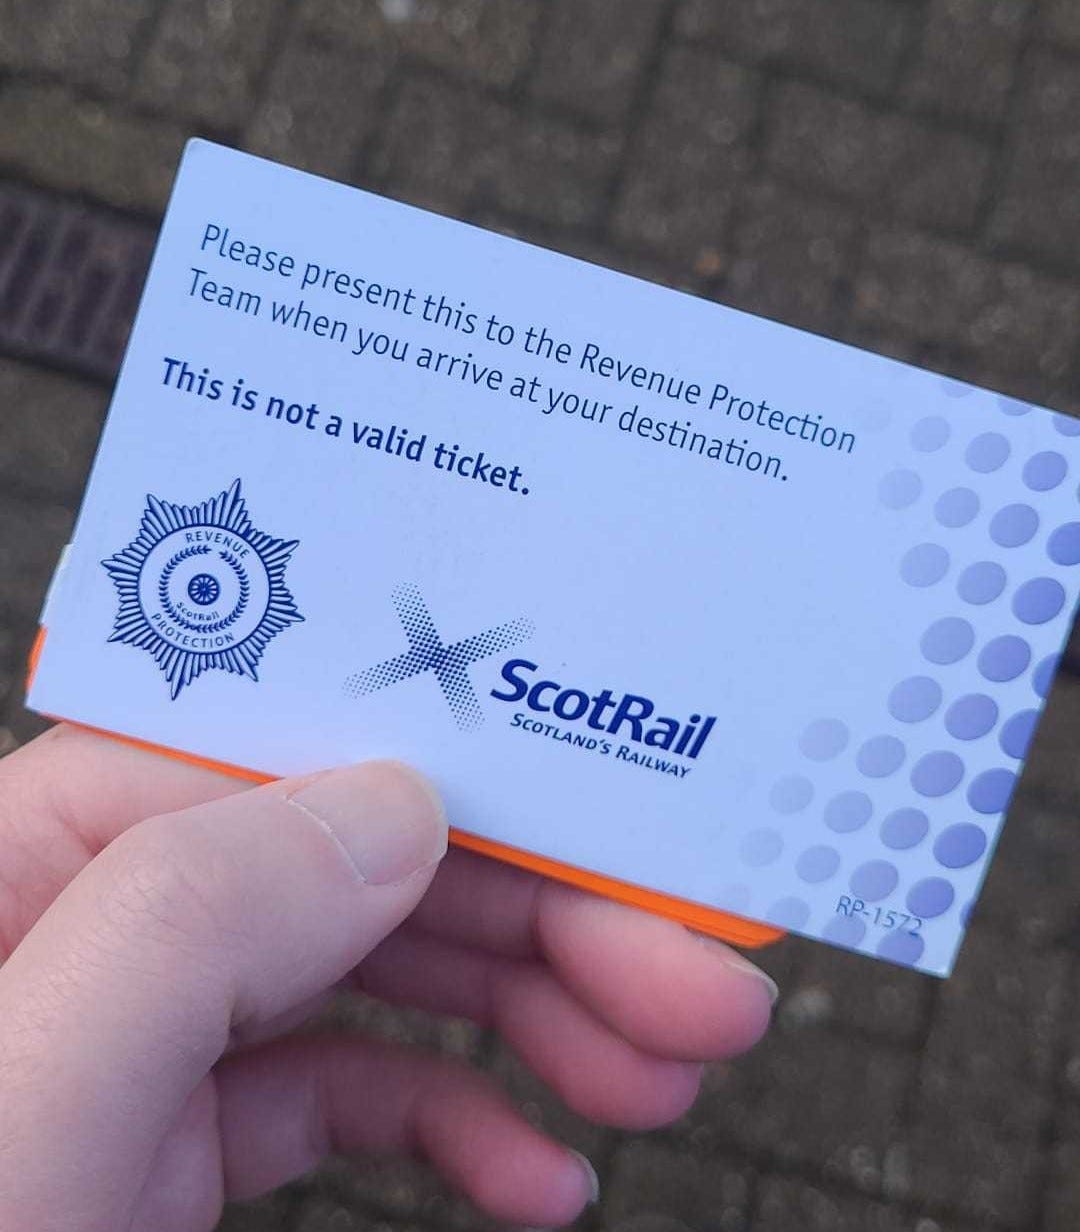 Please present this to the Revenue Protection
Team when you arrive at your destination.
This is not a valid ticket.
REVENUE
ScotRail
PROTECTION
ScotRail
SCOTLAND'S RAILWAY
RP-1572